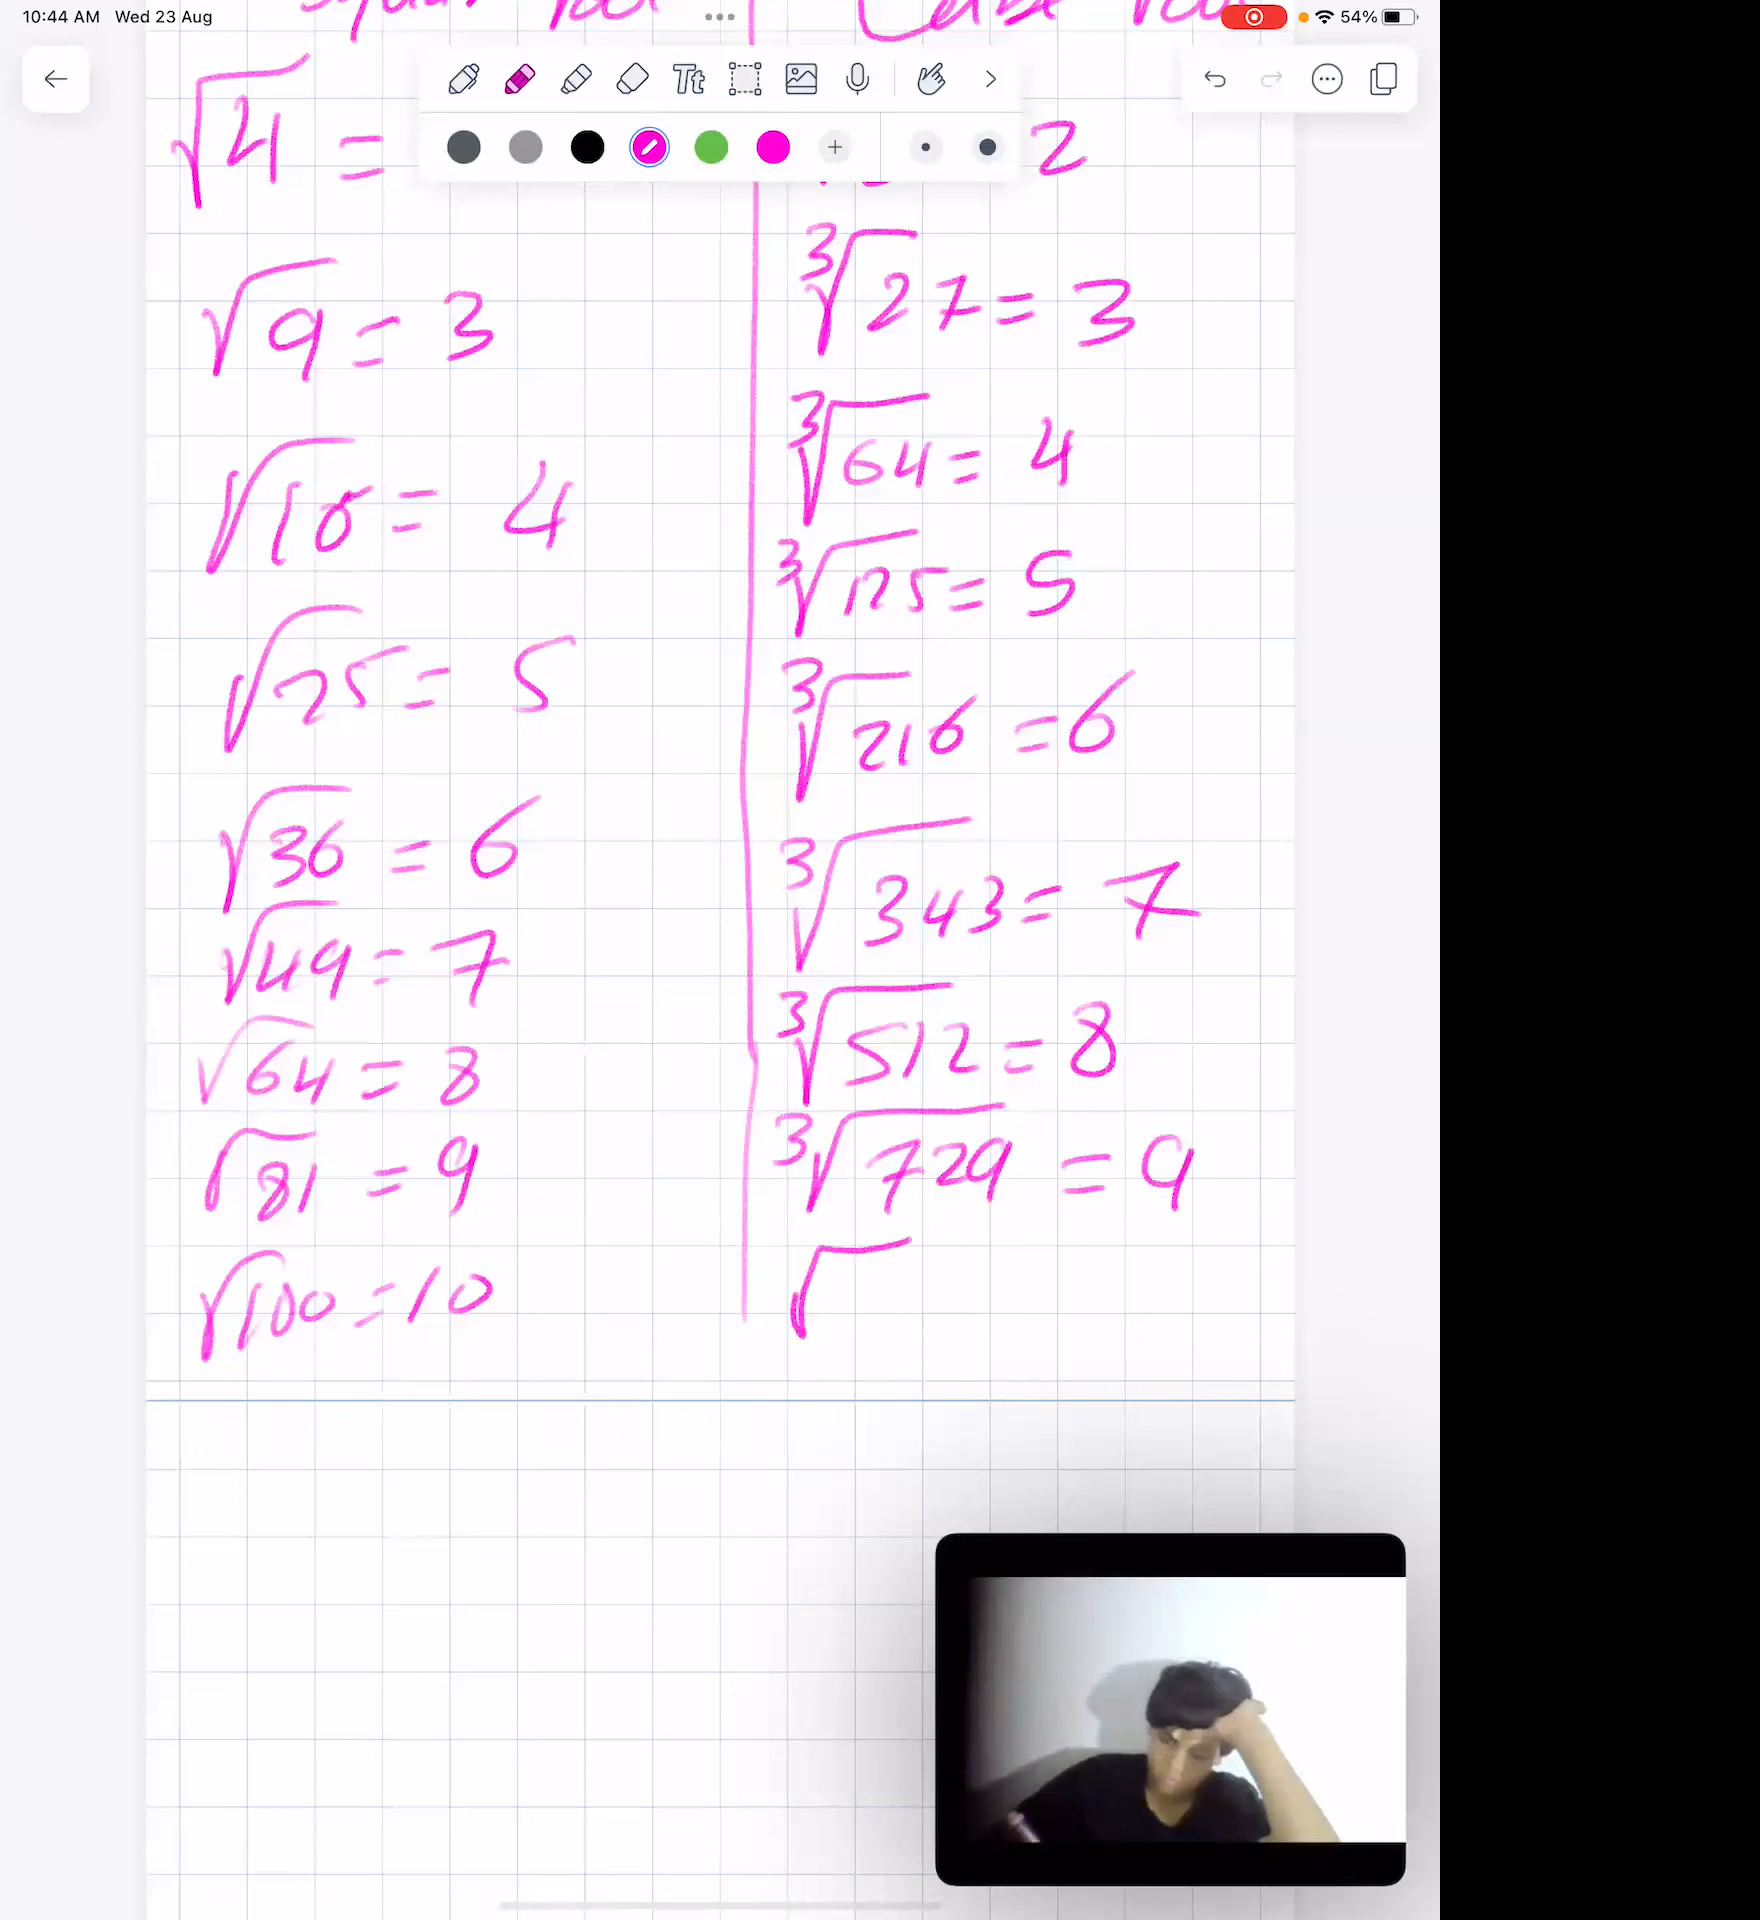 10:44 AM Wed 23 Aug
54%
Tt
√4 =
√9 = 3
√16 = 4
√25 = 5
√36 = 6
√49 = 7
√64 = 8
√81 = 9
√100 = 10
2
∛27 = 3
∛64 = 4
∛125 = 5
∛216 = 6
∛343 = 7
∛512 = 8
∛729 = 9
√